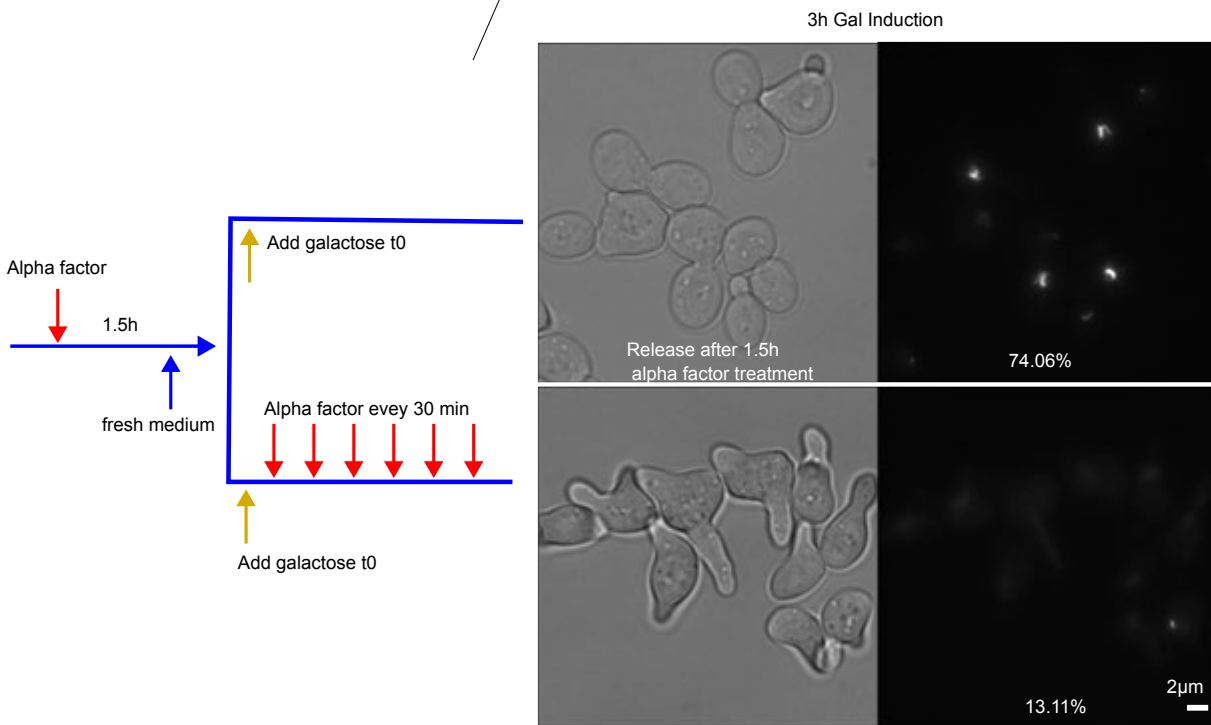 3h Gal Induction
Add galactose t0
Alpha factor
1.5h
fresh medium
Release after 1.5h
alpha factor treatment
74.06%
Alpha factor evey 30 min
Add galactose t0
2µm
13.11%